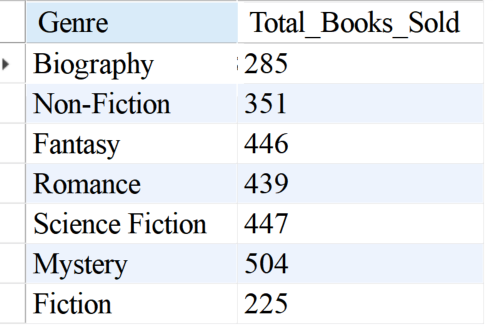 Genre Total_Books_Sold
Biography 285
Non-Fiction 351
Fantasy 446
Romance 439
Science Fiction 447
Mystery 504
Fiction 225